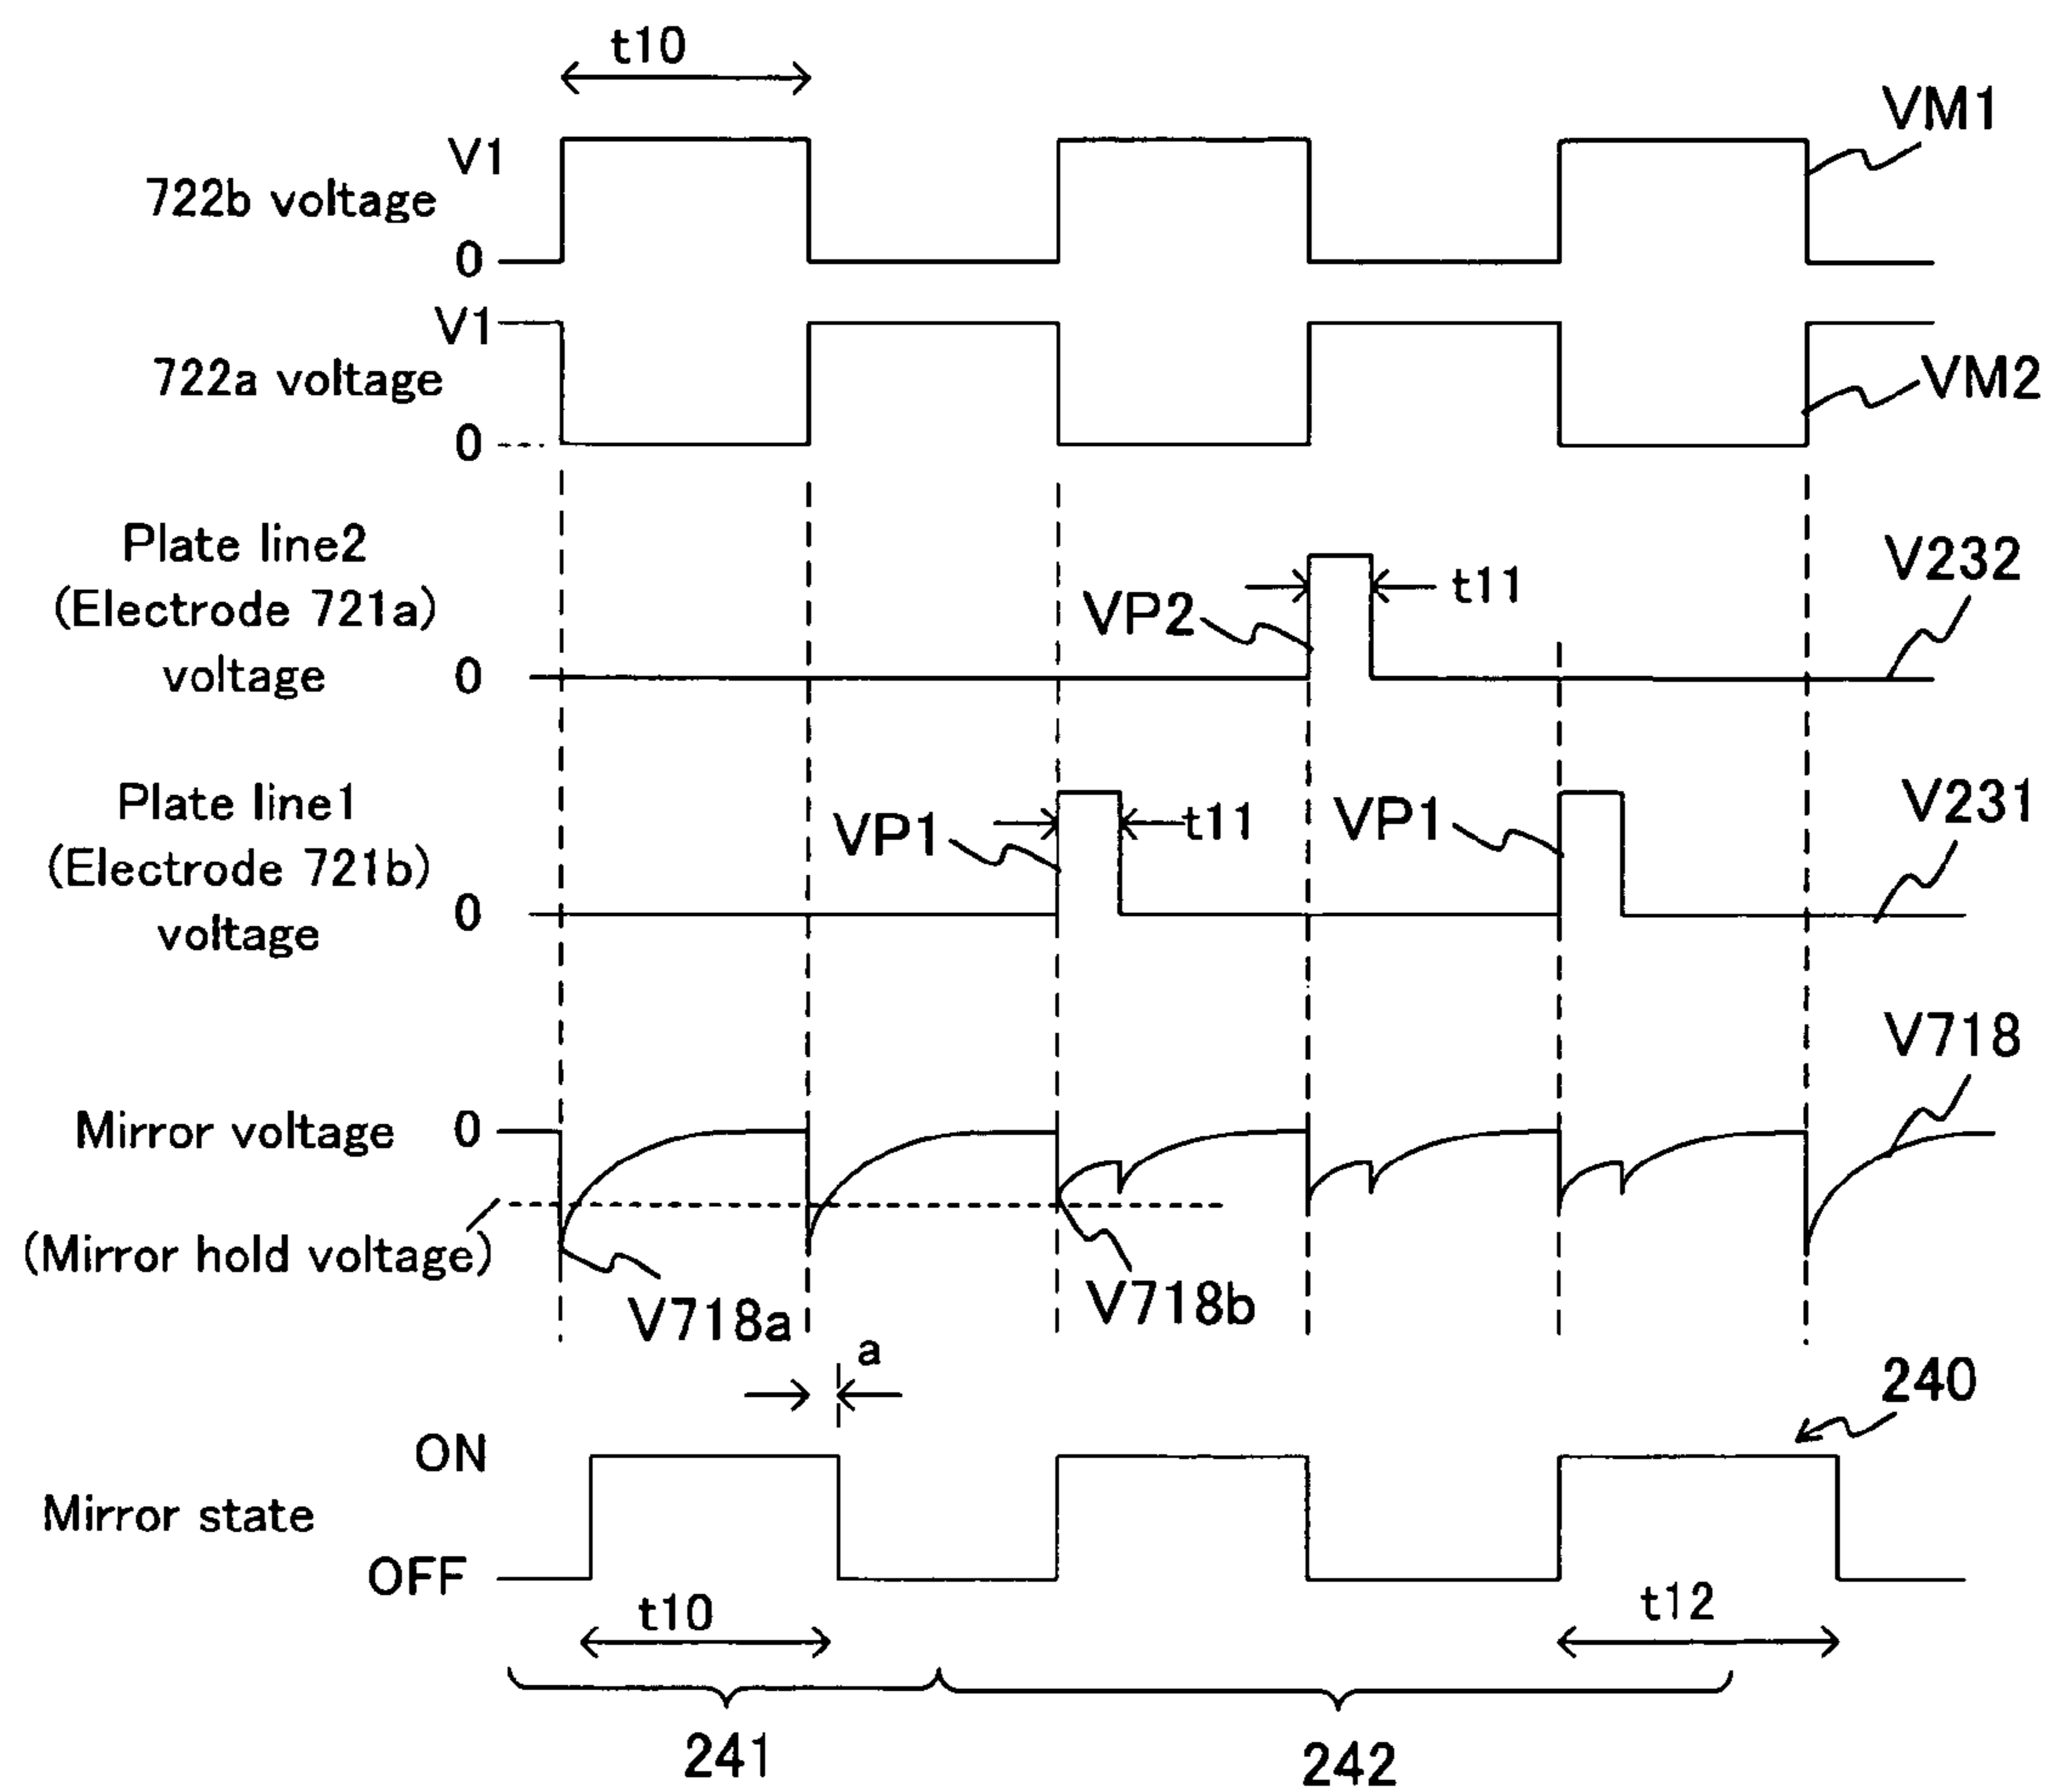 t10
VM1
V1
722b voltage
0
V1
722a voltage
VM2
0
Plate line2
(Electrode 721a)
voltage
0
VP2
t11
V232
Plate line1
(Electrode 721b)
voltage
0
VP1
t11
VP1
V231
V718
Mirror voltage
0
(Mirror hold voltage)
V718a
V718b
a
240
ON
Mirror state
OFF
t10
t12
241
242